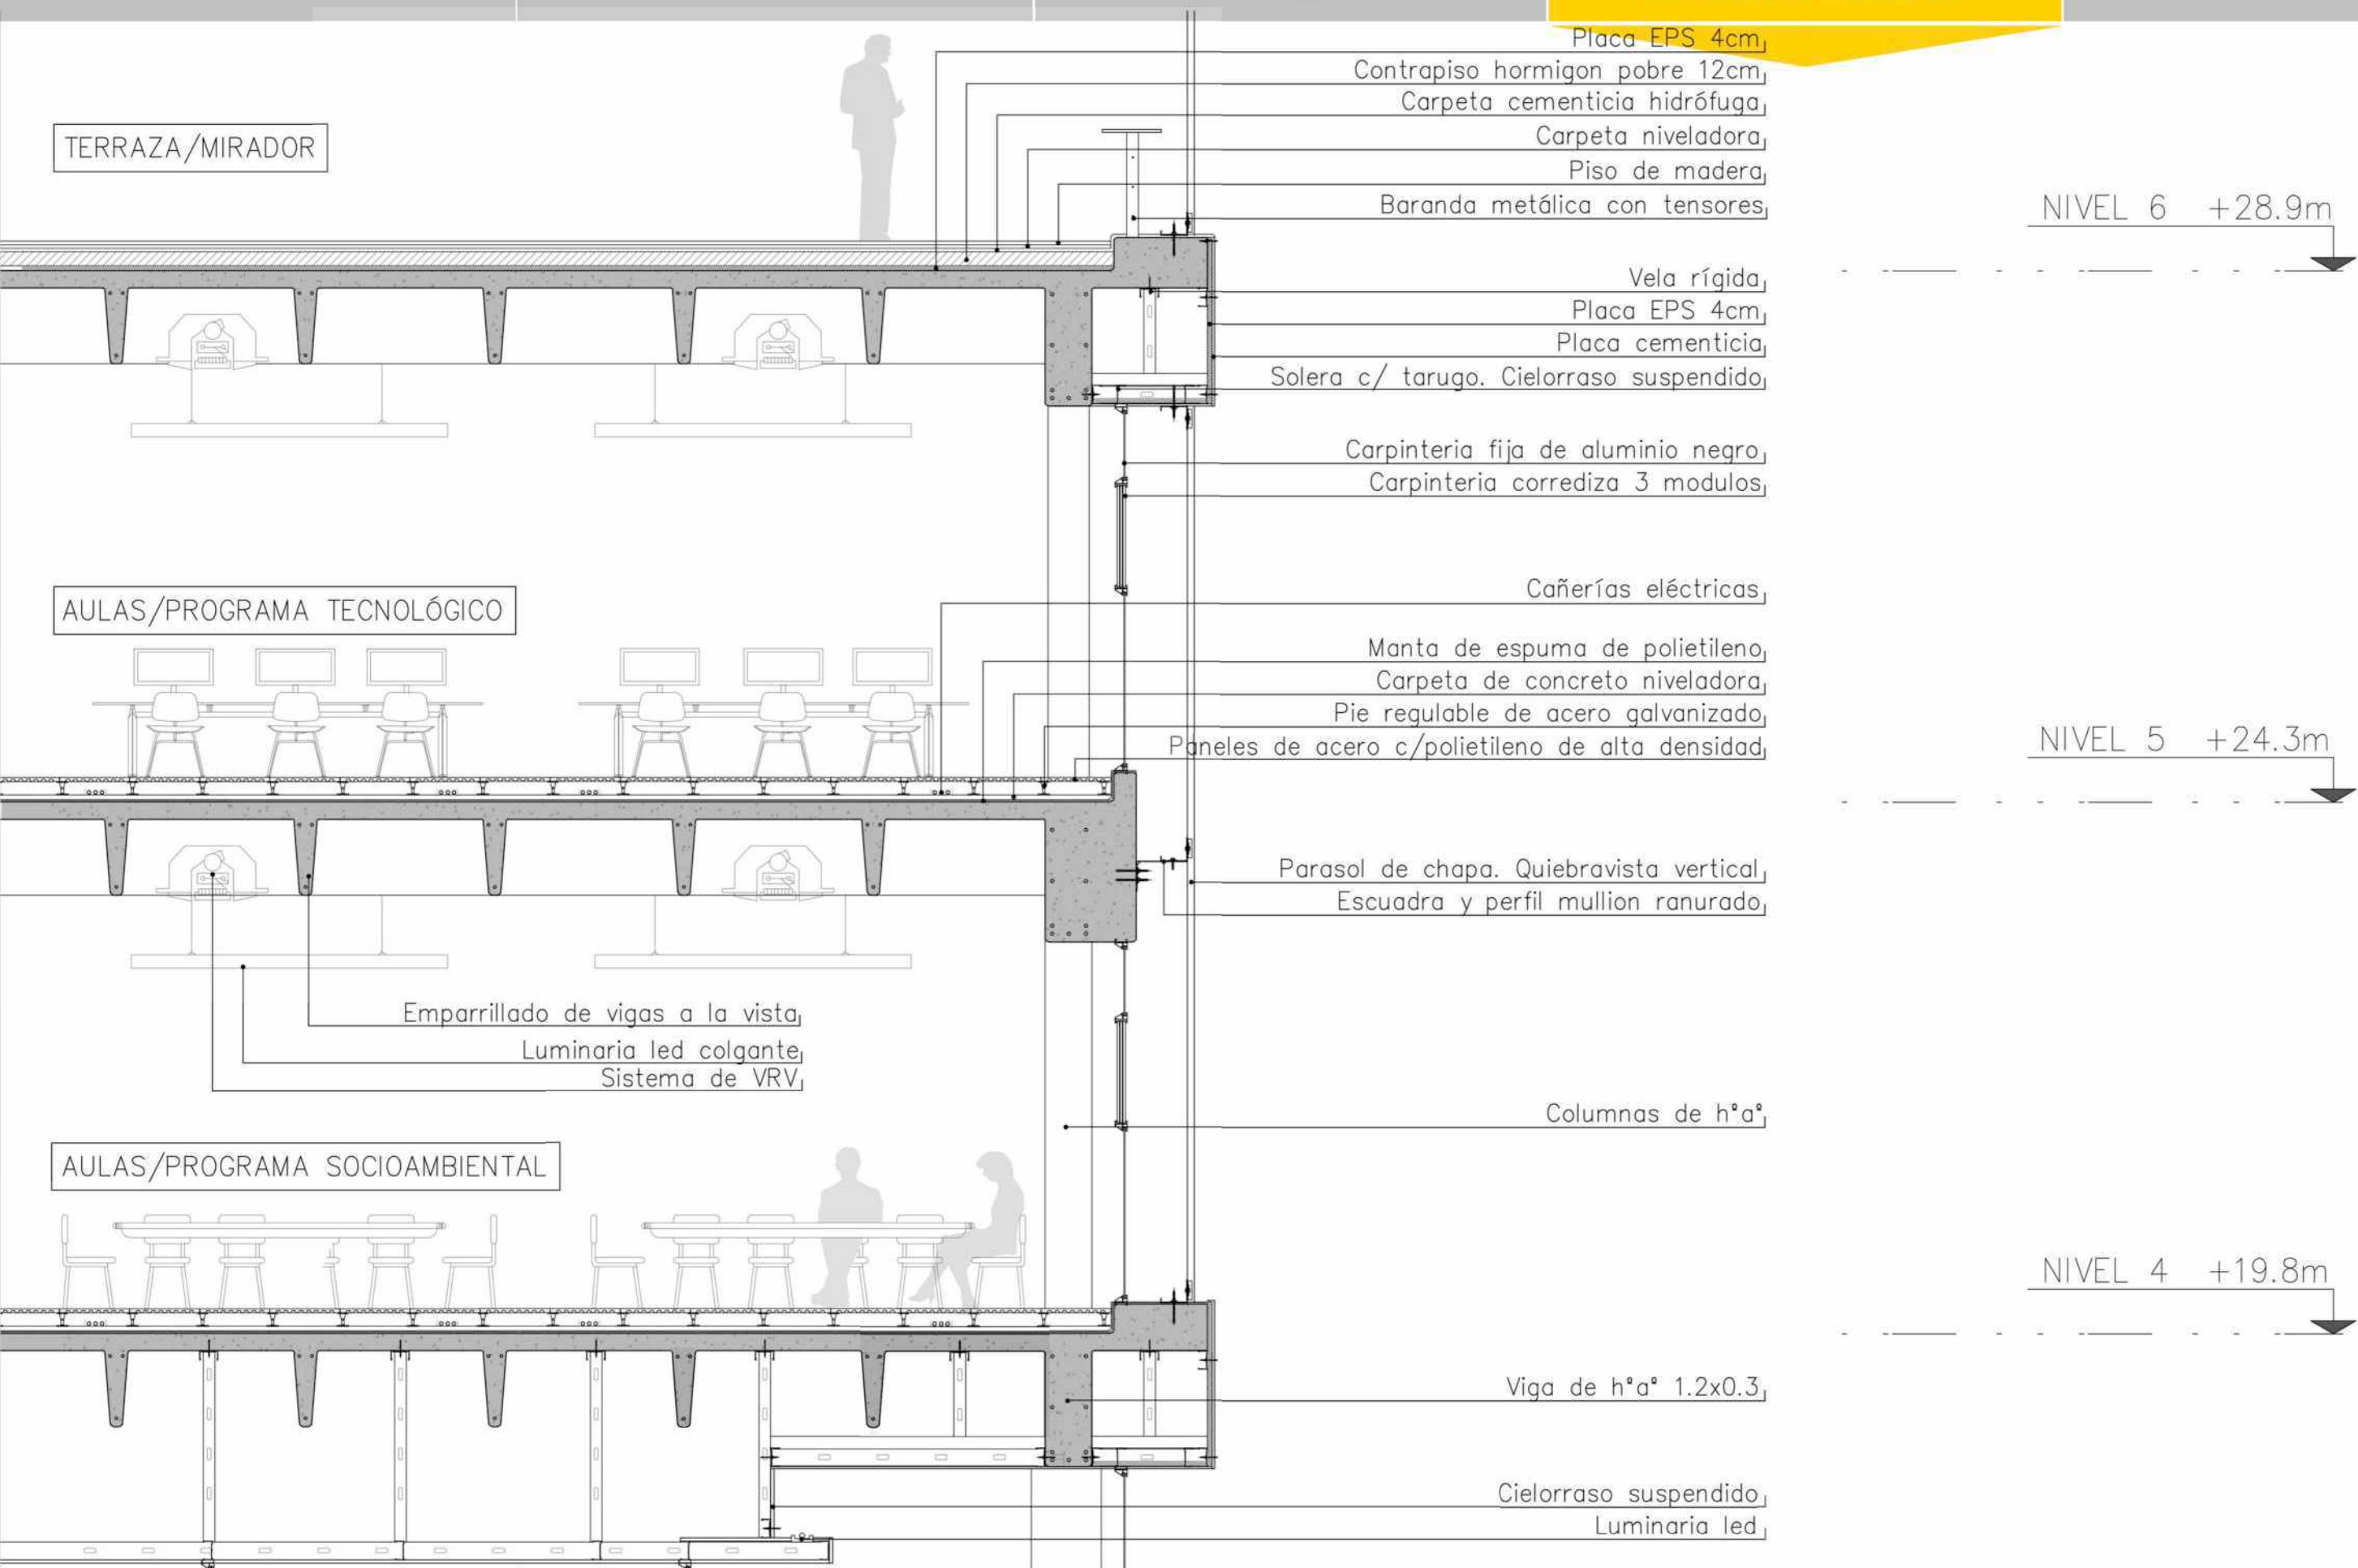 Placa EPS 4cm
Contrapiso hormigon pobre 12cm
Carpeta cementicia hidrófuga
TERRAZA/MIRADOR
Carpeta niveladora
Piso de madera
Baranda metálica con tensores
NIVEL 6 +28.9m
Vela rígida
Placa EPS 4cm
Placa cementicia
Solera c/ tarugo. Cielorraso suspendido
Carpinteria fija de aluminio negro
Carpinteria corrediza 3 modulos
Cañerías eléctricas
AULAS/PROGRAMA TECNOLÓGICO
Manta de espuma de polietileno
Carpeta de concreto niveladora
Pie regulable de acero galvanizado
Paneles de acero c/polietileno de alta densidad
NIVEL 5 +24.3m
Parasol de chapa. Quiebravista vertical
Escuadra y perfil mullion ranurado
Emparrillado de vigas a la vista
Luminaria led colgante
Sistema de VRV
Columnas de h°a°
AULAS/PROGRAMA SOCIOAMBIENTAL
NIVEL 4 +19.8m
Viga de h°a° 1.2x0.3
Cielorraso suspendido
Luminaria led